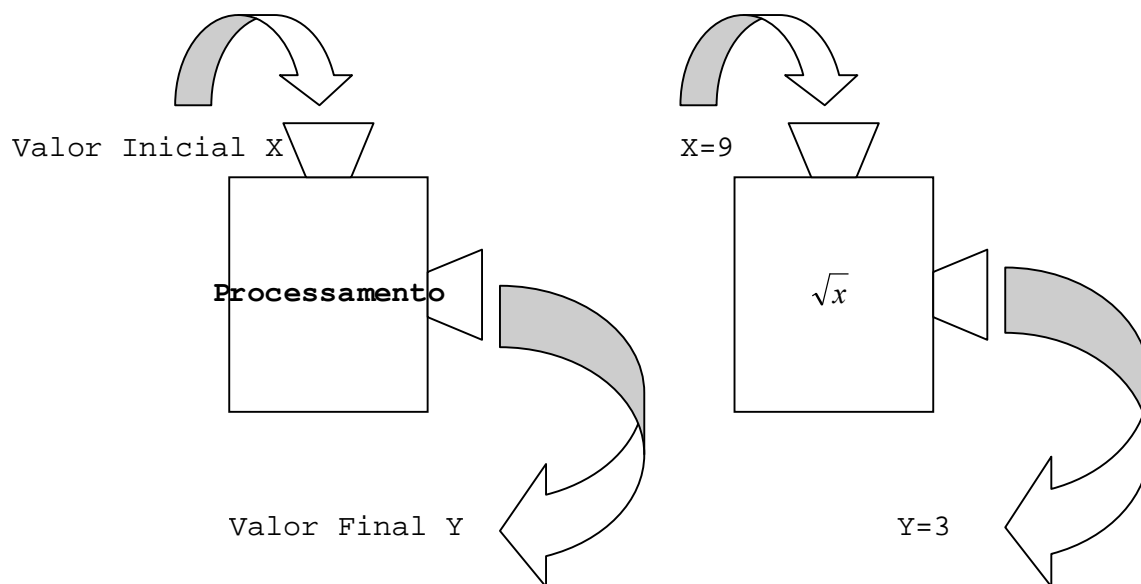 Valor Inicial X
X=9
Processamento
√x
Valor Final Y
Y=3